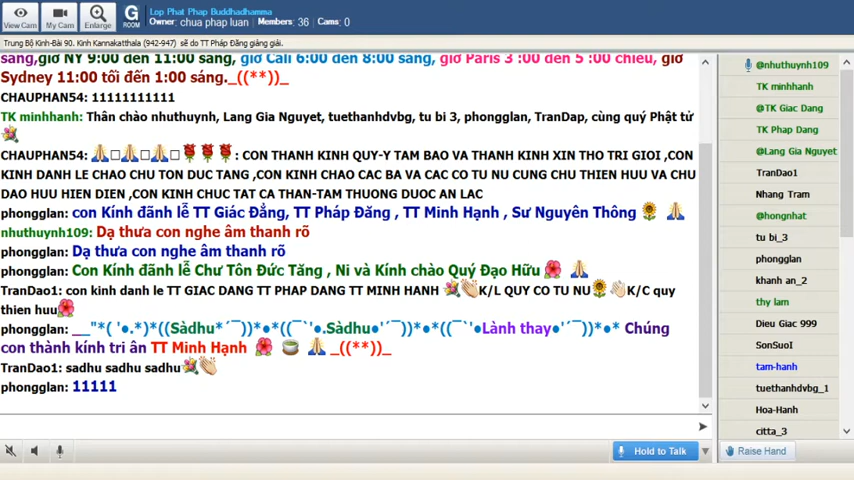 Lop Phat Phap Buddhadhamma
Owner: chua phap luan Members: 36 Cams: 0
View Cam
My Cam
Enlarge
G
ROOM
Trung Bộ Kinh-Bài 90. Kinh Kannakatthala (942-947) sẽ do TT Pháp Đăng giảng giải.
sáng,giờ NY 9:00 đến 11:00 sáng, giờ Cali 6:00 đến 8:00 sáng, giờ Paris 3 :00 đến 5 :00 chiều, giờ
Sydney 11:00 tối đến 1:00 sáng._((**))_
CHAUPHAN54: 11111111111
TK minhhanh: Thân chào nhuthuynh, Lang Gia Nguyet, tuethanhdvbg, tu bi 3, phongglan, TranDap, cùng quý Phật tử
CHAUPHAN54: 🙏□🙏□🙏□🌹🌹🌹: CON THANH KINH QUY-Y TAM BAO VA THANH KINH XIN THO TRI GIOI ,CON
KINH DANH LE CHAO CHU TON DUC TANG ,CON KINH CHAO CAC BA VA CAC CO TU NU CUNG CHU THIEN HUU VA CHU
DAO HUU HIEN DIEN ,CON KINH CHUC TAT CA THAN-TAM THUONG DUOC AN LAC
phongglan: con Kính đãnh lễ TT Giác Đẳng, TT Pháp Đăng , TT Minh Hạnh , Sư Nguyên Thông 🌻 🙏
nhuthuynh109: Dạ thưa con nghe âm thanh rõ
phongglan: Dạ thưa con nghe âm thanh rõ
phongglan: Con Kính đãnh lễ Chư Tôn Đức Tăng , Ni và Kính chào Quý Đạo Hữu 🌺 🙏
TranDao1: con kinh danh le TT GIAC DANG TT PHAP DANG TT MINH HANH 💐👏K/L QUY CO TU NU🌻👏K/C quy
thien huu🌺
phongglan: __"*( '●.*)*((Sàdhu*´¯))*●*((¯`'●.Sàdhu●'´¯))*●*((¯`'●Lành thay●'´¯))*●* Chúng
con thành kính tri ân TT Minh Hạnh 🌺 🍵 🙏 _((**))_
TranDao1: sadhu sadhu sadhu💐👏
phongglan: 11111
Hold to Talk
@nhuthuynh109
TK minhhanh
@TK Giac Dang
TK Phap Dang
@Lang Gia Nguyet
TranDao1
Nhang Tram
@hongnhat
tu bi_3
phongglan
khanh an_2
thy lam
Dieu Giac 999
SonSuoI
tam-hanh
tuethanhdvbg_1
Hoa-Hanh
citta_3
Raise Hand